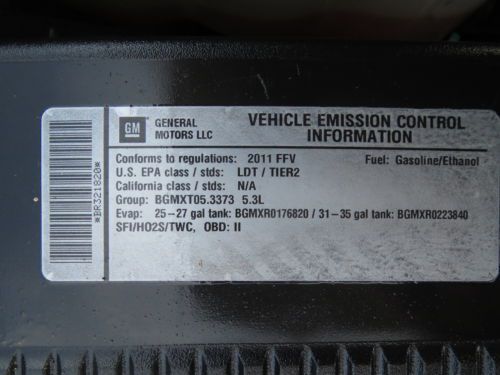 *BR321820*
GM
GENERAL
MOTORS LLC
VEHICLE EMISSION CONTROL
INFORMATION
Conforms to regulations: 2011 FFV Fuel: Gasoline/Ethanol
U.S. EPA class / stds: LDT / TIER2
California class / stds: N/A
Group: BGMXT05.3373 5.3L
Evap: 25-27 gal tank: BGMXR0176820 / 31-35 gal tank: BGMXR0223840
SFI/HO2S/TWC, OBD: II